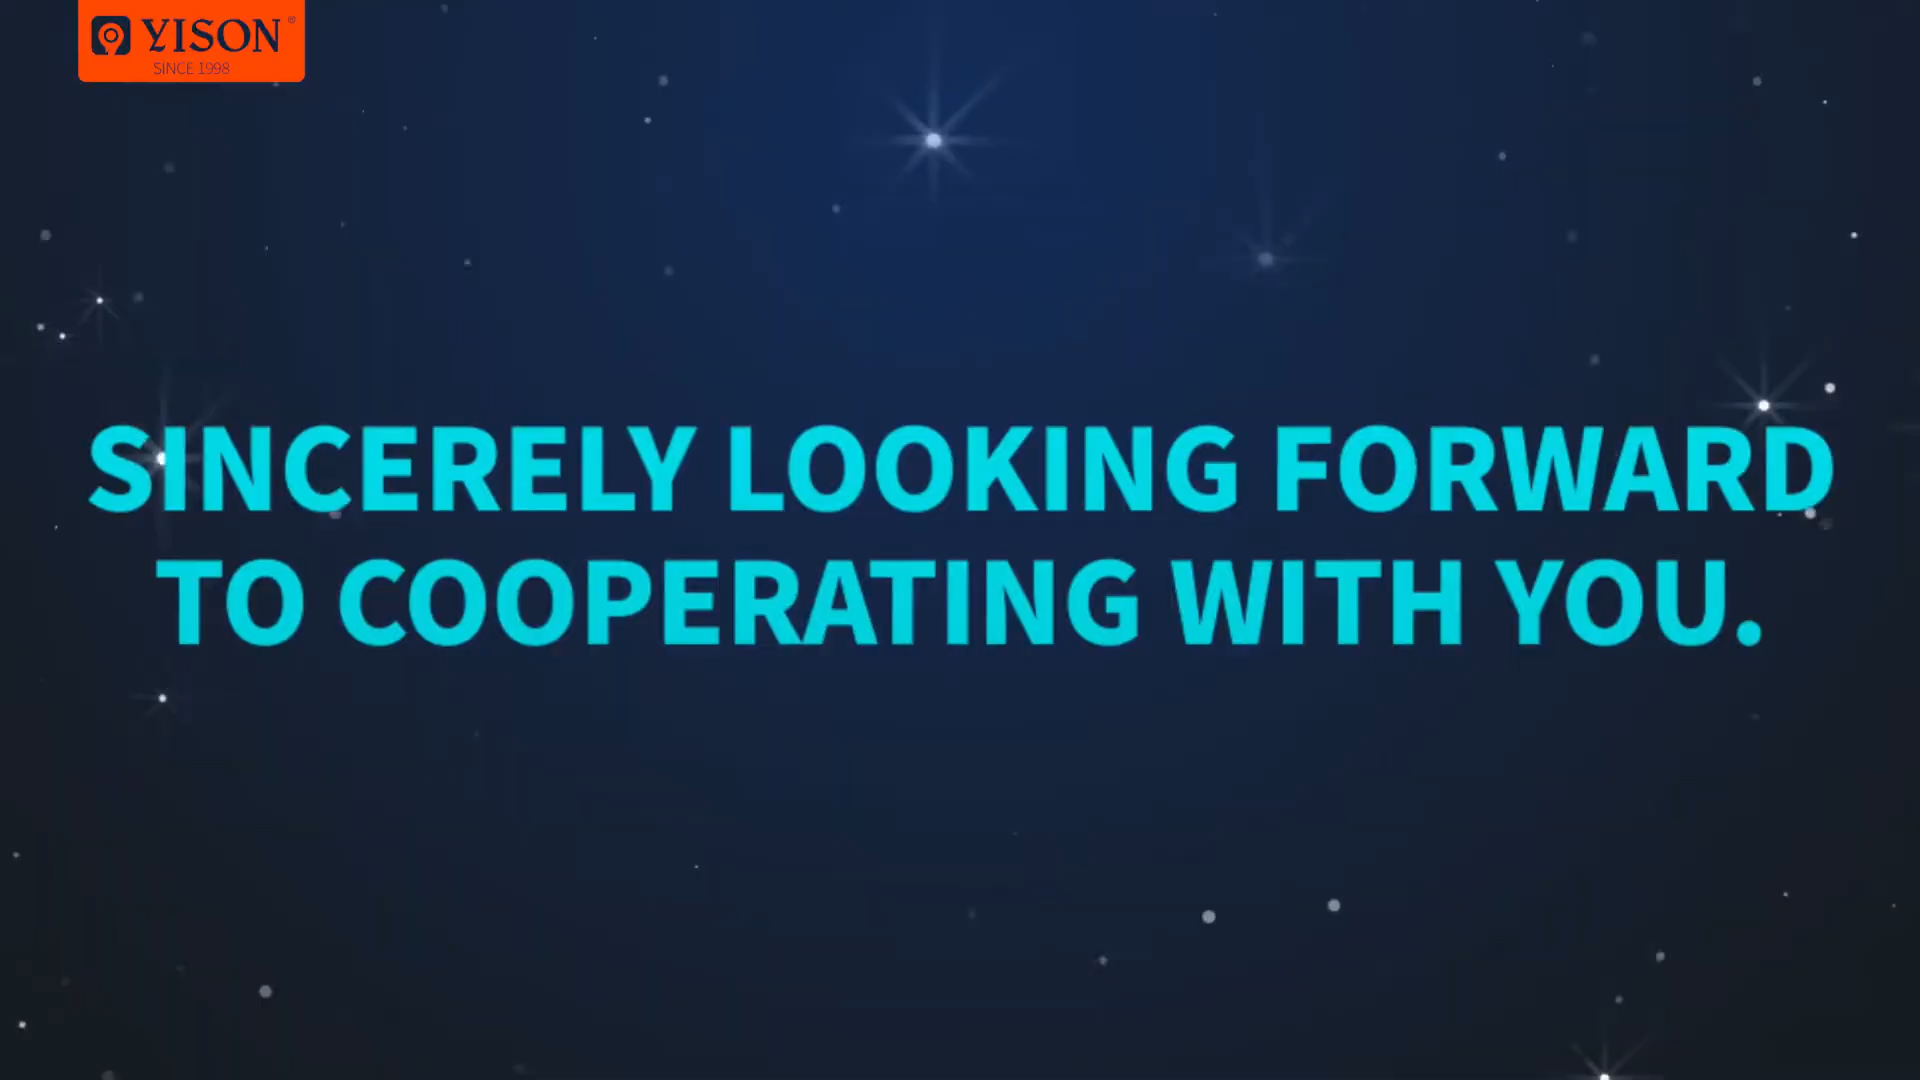 YISON®
SINCE 1998
SINCERELY LOOKING FORWARD
TO COOPERATING WITH YOU.